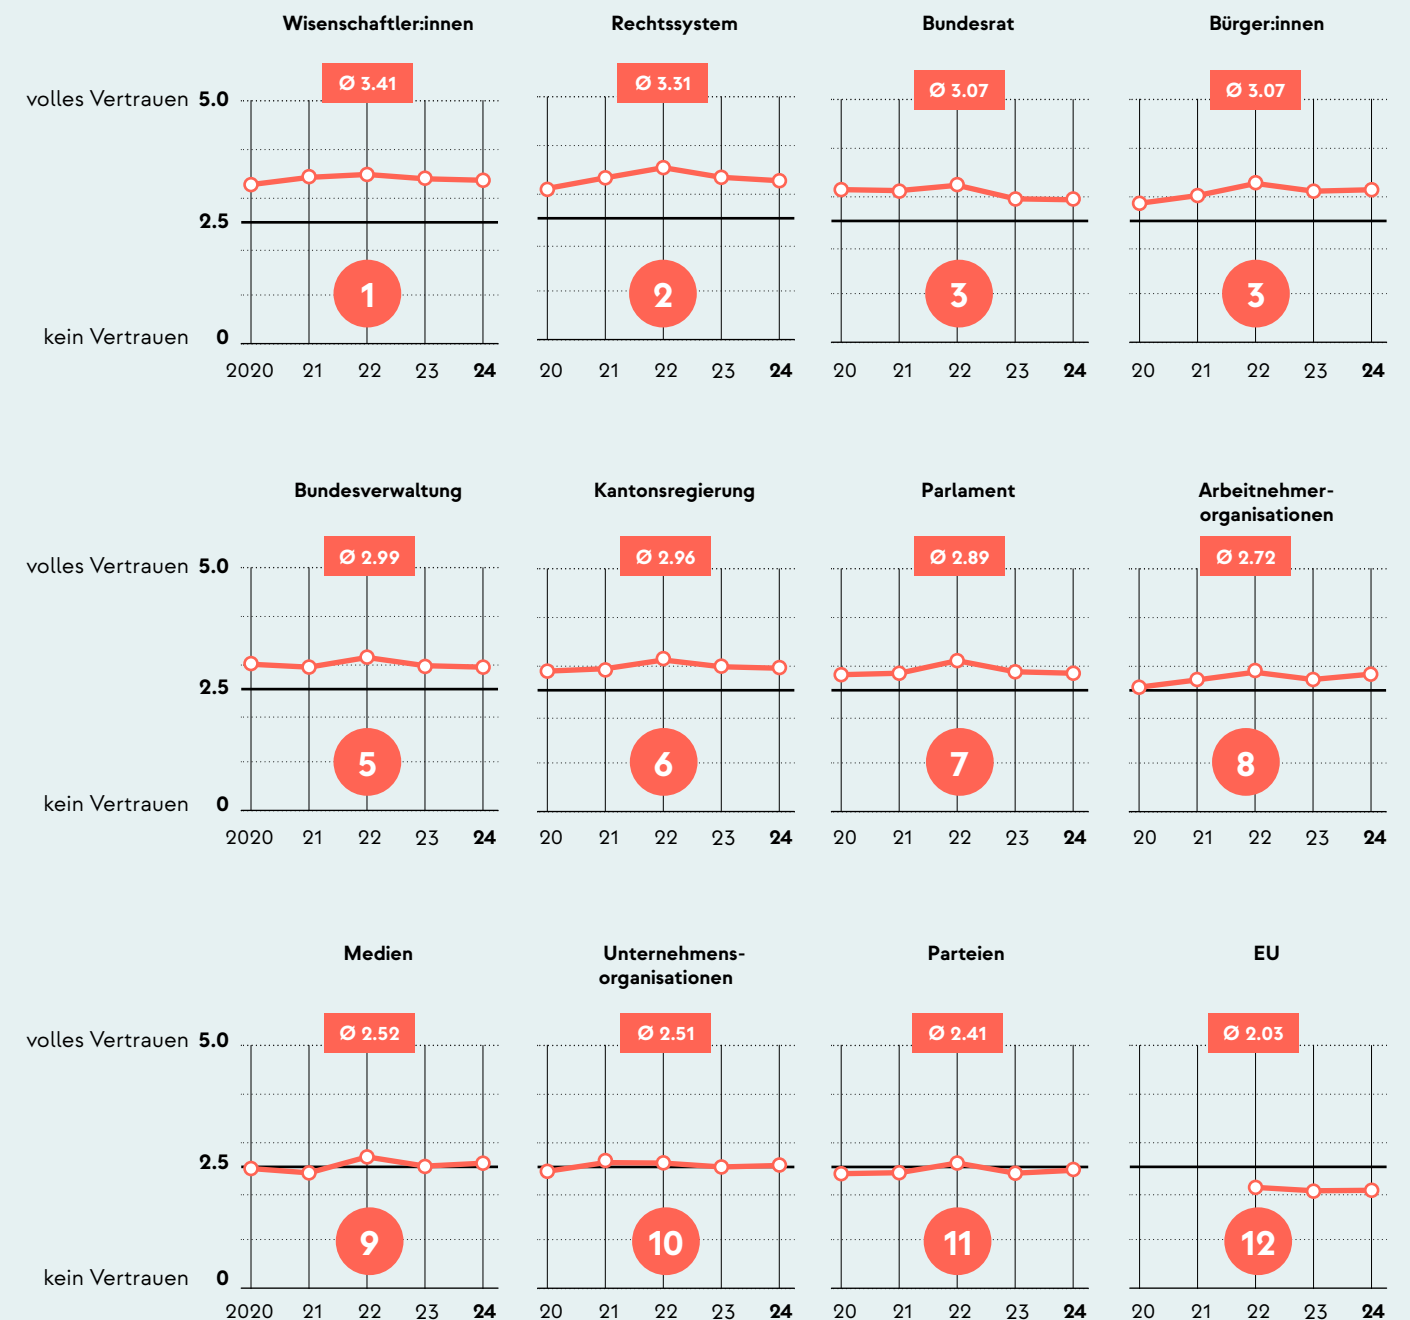 Wisenschaftler:innen Rechtssystem Bundesrat Bürger:innen
Ø 3.41 Ø 3.31 Ø 3.07 Ø 3.07
volles Vertrauen 5.0
2.5
1 2 3 3
kein Vertrauen 0
2020 21 22 23 24 20 21 22 23 24 20 21 22 23 24 20 21 22 23 24
Bundesverwaltung Kantonsregierung Parlament Arbeitnehmer-
organisationen
Ø 2.99 Ø 2.96 Ø 2.89 Ø 2.72
volles Vertrauen 5.0
2.5
5 6 7 8
kein Vertrauen 0
2020 21 22 23 24 20 21 22 23 24 20 21 22 23 24 20 21 22 23 24
Medien Unternehmens- Parteien EU
organisationen
Ø 2.52 Ø 2.51 Ø 2.41 Ø 2.03
volles Vertrauen 5.0
2.5
9 10 11 12
kein Vertrauen 0
2020 21 22 23 24 20 21 22 23 24 20 21 22 23 24 20 21 22 23 24